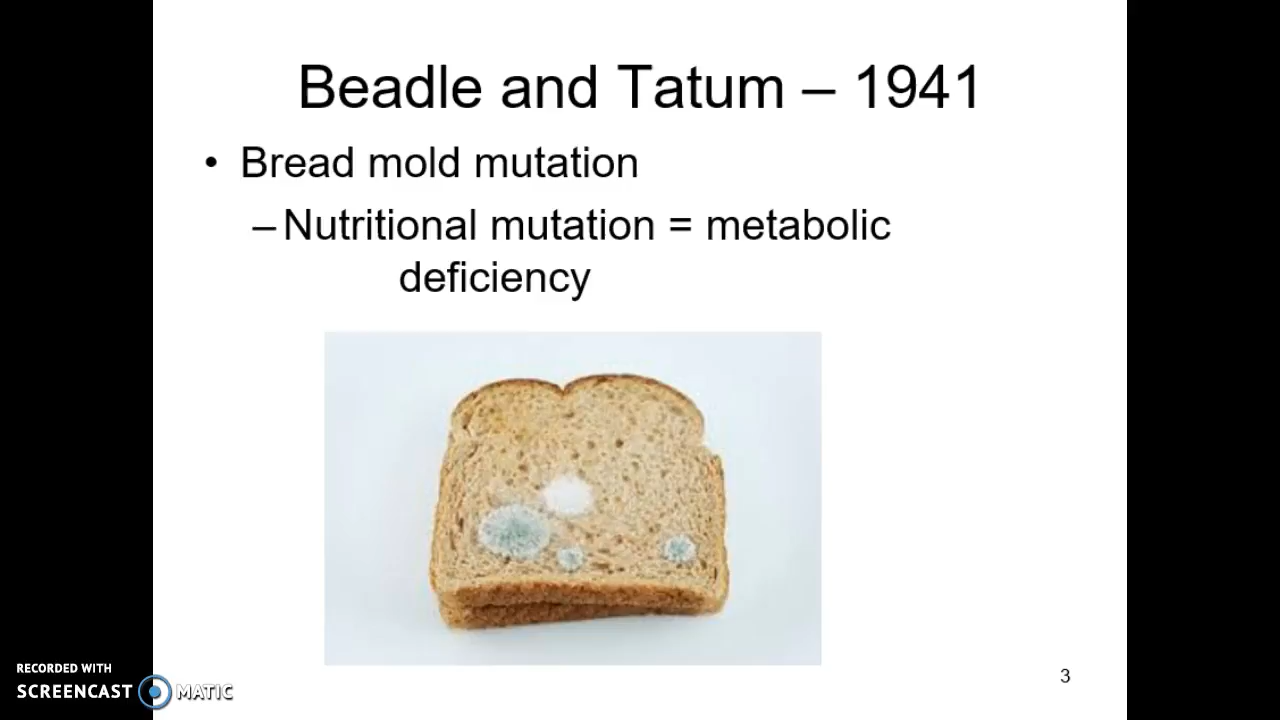 Beadle and Tatum – 1941
• Bread mold mutation
– Nutritional mutation = metabolic
deficiency
3
RECORDED WITH
SCREENCAST MATIC